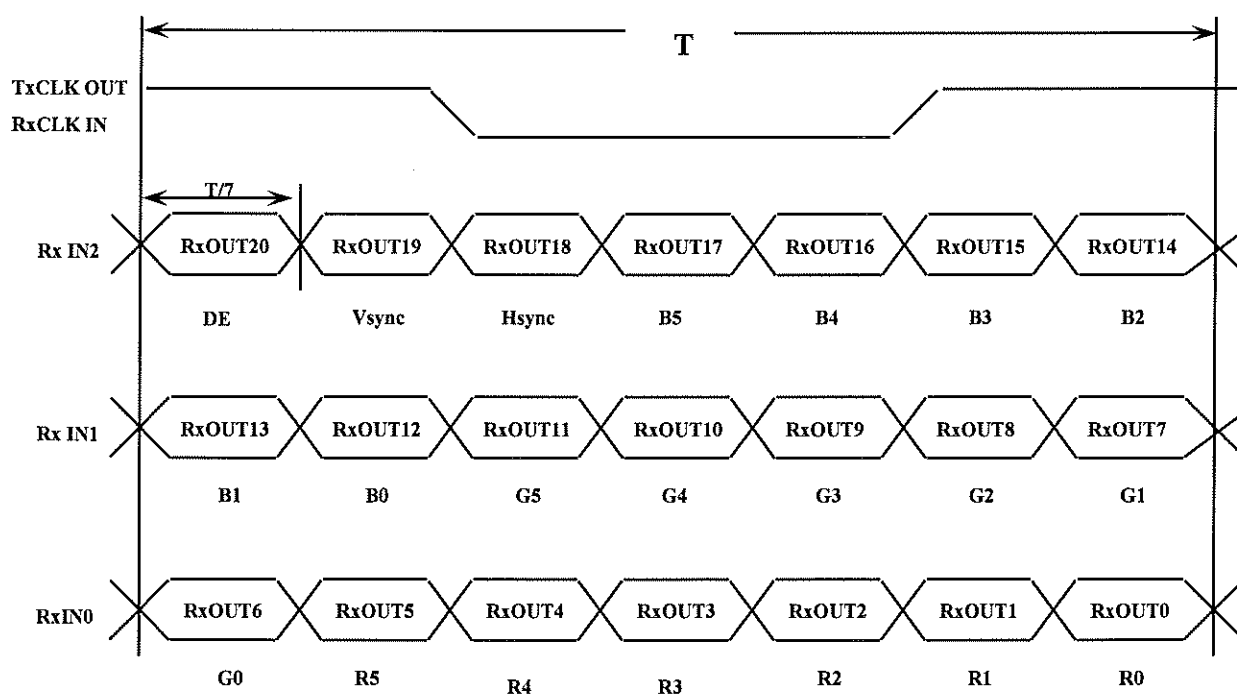 T
TxCLK OUT
RxCLK IN
T/7
Rx IN2 RxOUT20 RxOUT19 RxOUT18 RxOUT17 RxOUT16 RxOUT15 RxOUT14
DE Vsync Hsync B5 B4 B3 B2
Rx IN1 RxOUT13 RxOUT12 RxOUT11 RxOUT10 RxOUT9 RxOUT8 RxOUT7
B1 B0 G5 G4 G3 G2 G1
RxIN0 RxOUT6 RxOUT5 RxOUT4 RxOUT3 RxOUT2 RxOUT1 RxOUT0
G0 R5 R4 R3 R2 R1 R0